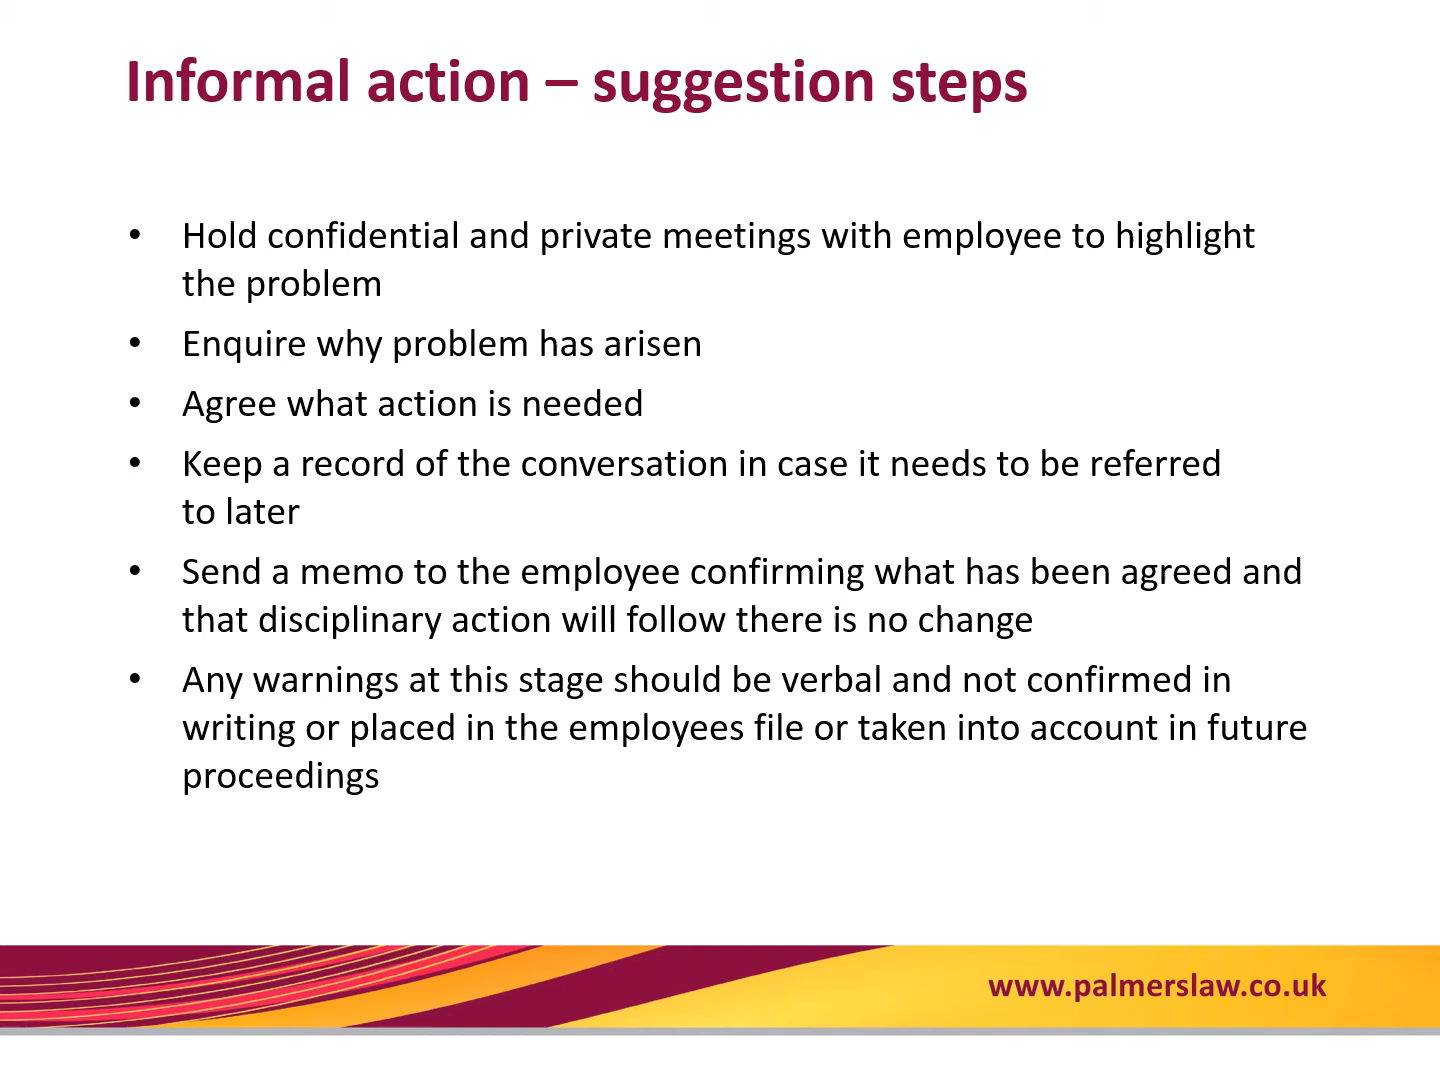 Informal action – suggestion steps
• Hold confidential and private meetings with employee to highlight
the problem
• Enquire why problem has arisen
• Agree what action is needed
• Keep a record of the conversation in case it needs to be referred
to later
• Send a memo to the employee confirming what has been agreed and
that disciplinary action will follow there is no change
• Any warnings at this stage should be verbal and not confirmed in
writing or placed in the employees file or taken into account in future
proceedings
www.palmerslaw.co.uk